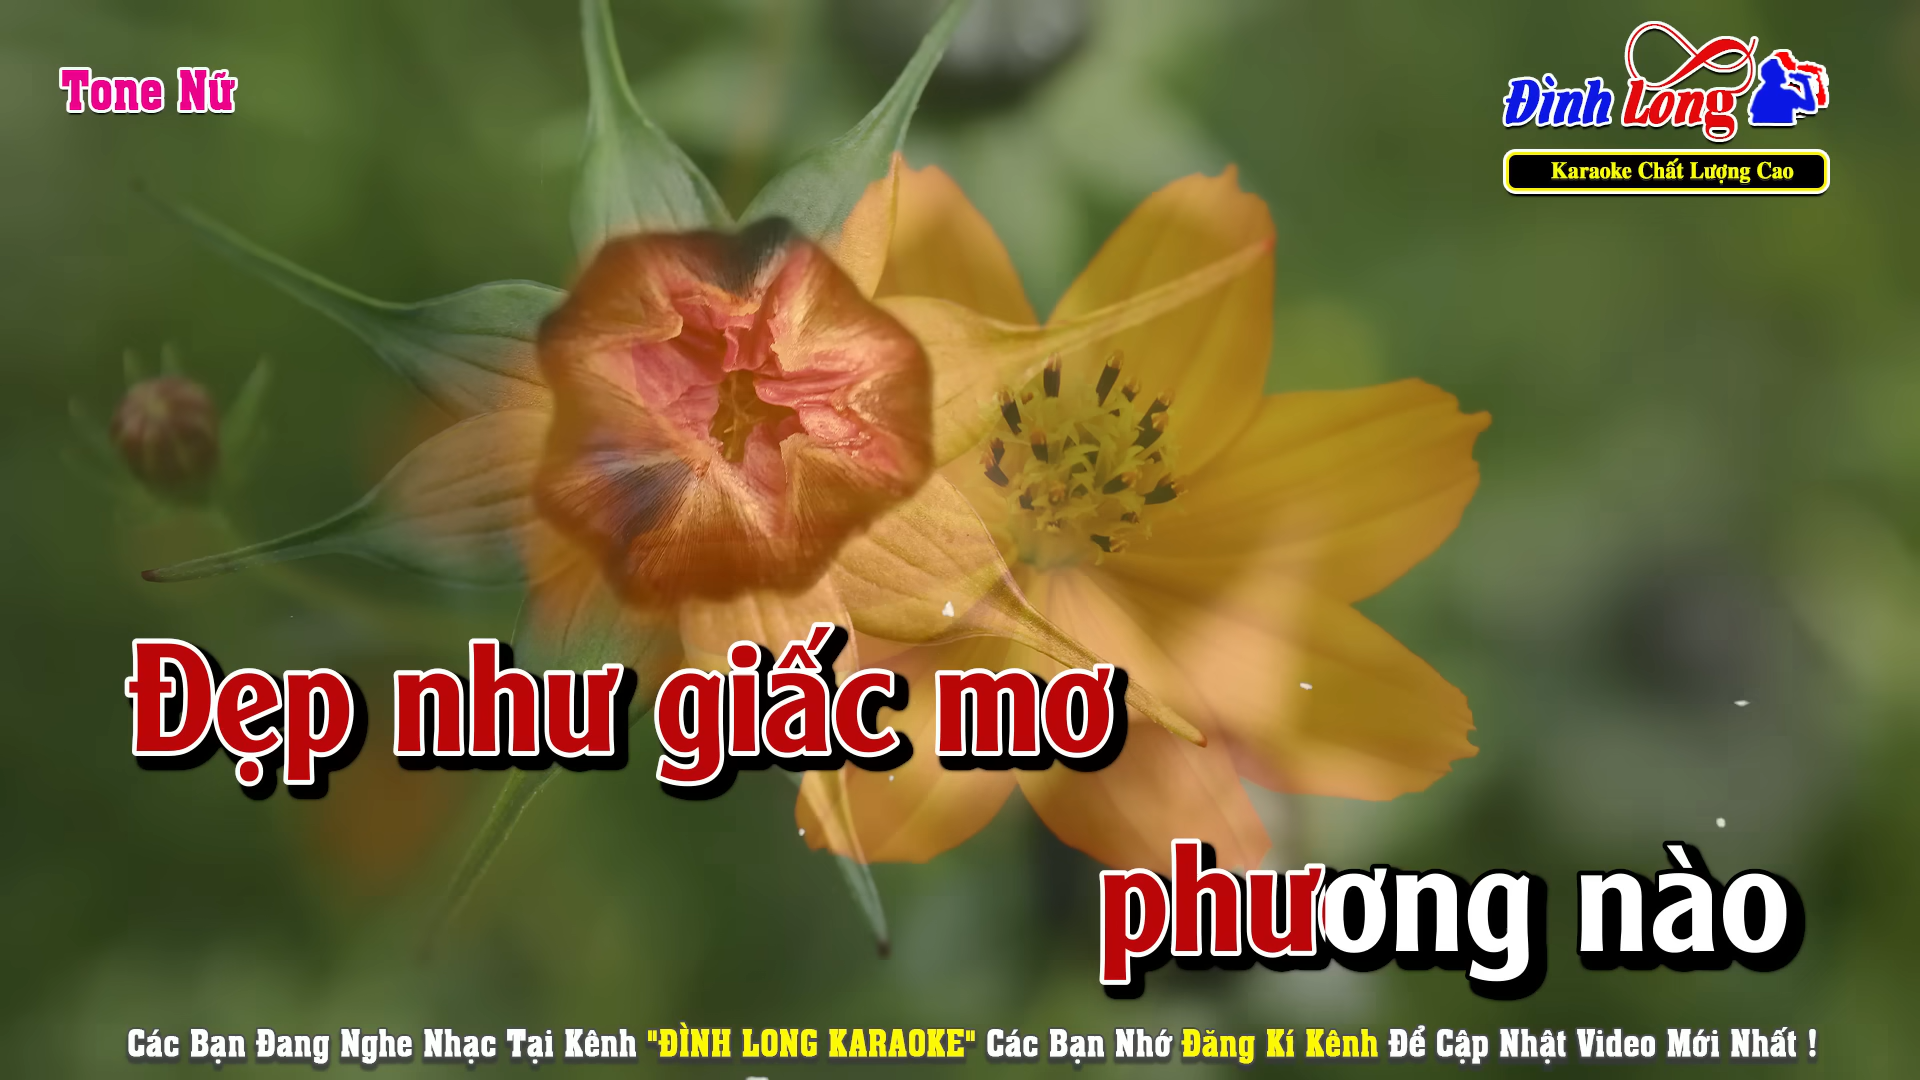 Tone Nữ
Đình Long
Karaoke Chất Lượng Cao
Đẹp như giấc mơ
phương nào
Các Bạn Đang Nghe Nhạc Tại Kênh "ĐÌNH LONG KARAOKE" Các Bạn Nhớ Đăng Kí Kênh Để Cập Nhật Video Mới Nhất !